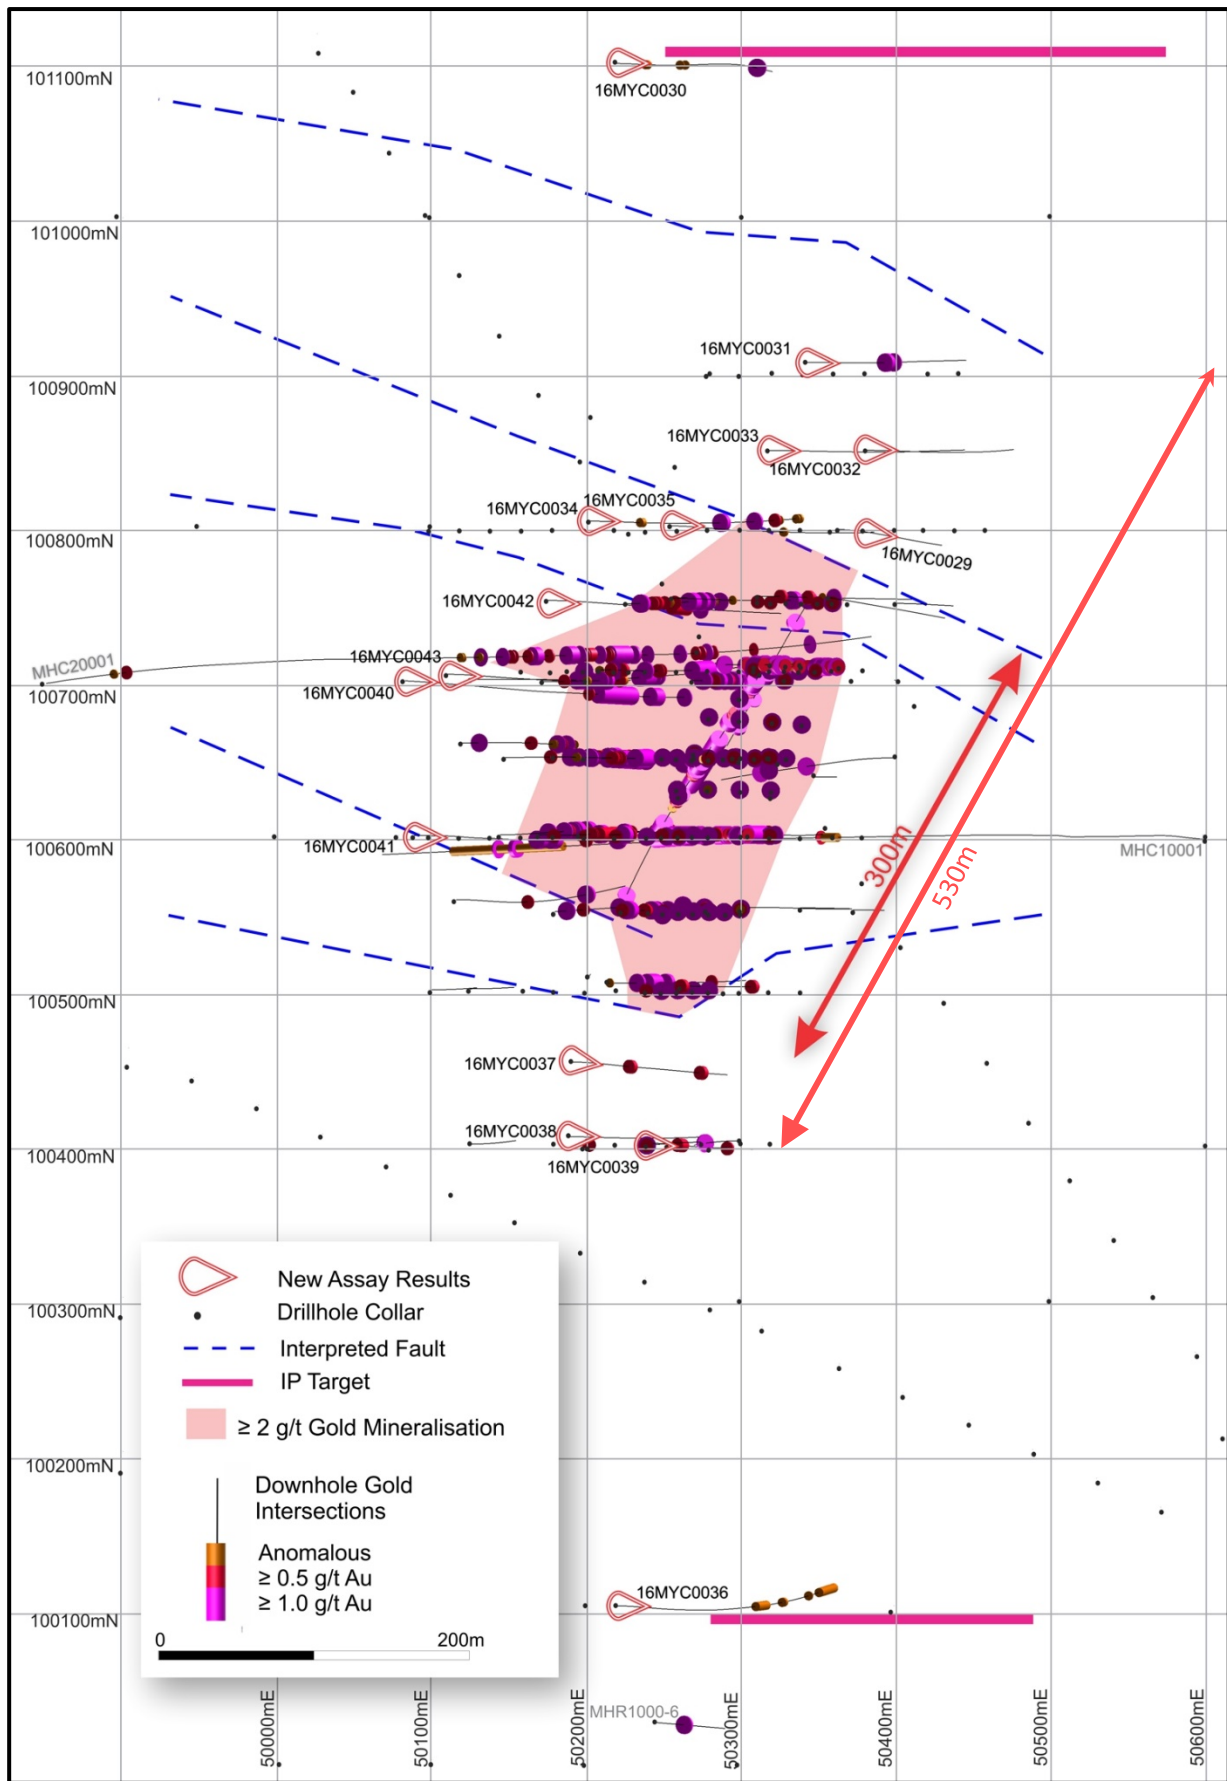 101100mN
16MYC0030
101000mN
16MYC0031
100900mN
16MYC0033
16MYC0032
16MYC0034
16MYC0035
100800mN
16MYC0029
16MYC0042
16MYC0043
MHC20001
16MYC0040
100700mN
16MYC0041
100600mN
MHC10001
300m
530m
100500mN
16MYC0037
16MYC0038
16MYC0039
100400mN
New Assay Results
Drillhole Collar
Interpreted Fault
IP Target
≥ 2 g/t Gold Mineralisation
Downhole Gold
Intersections
Anomalous
≥ 0.5 g/t Au
≥ 1.0 g/t Au
0 200m
100300mN
100200mN
16MYC0036
100100mN
MHR1000-6
50000mE
50100mE
50200mE
50300mE
50400mE
50500mE
50600mE